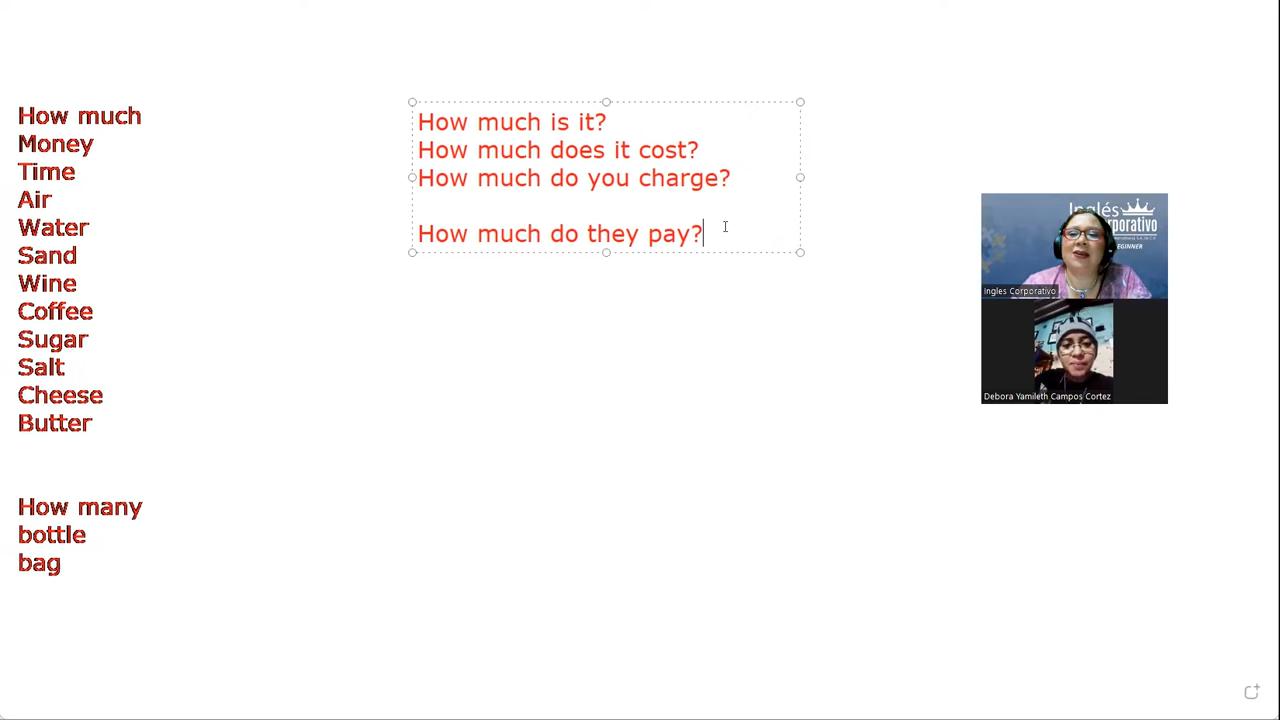 How much
Money
Time
Air
Water
Sand
Wine
Coffee
Sugar
Salt
Cheese
Butter
How many
bottle
bag
How much is it?
How much does it cost?
How much do you charge?
How much do they pay?
Inglés
Ingles Corporativo
Debora Yamileth Campos Cortez